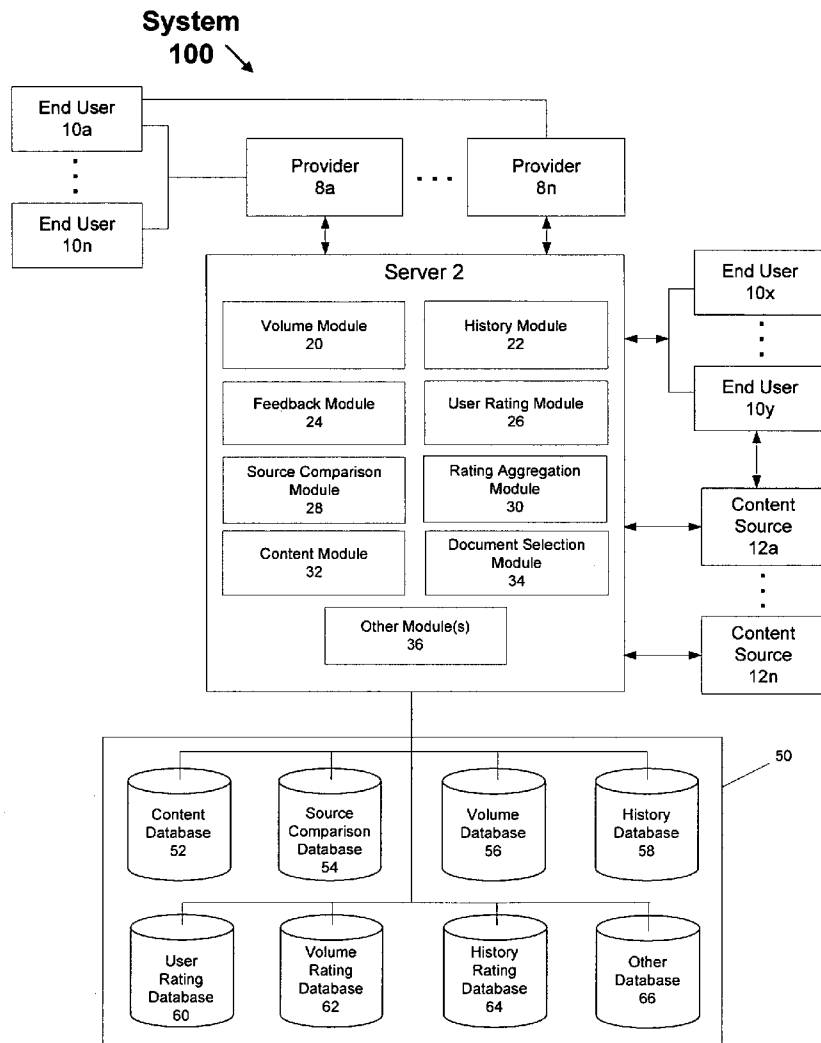 System
100
End User
10a
End User
10n
Provider
8a
Provider
8n
Server 2
Volume Module
20
History Module
22
Feedback Module
24
User Rating Module
26
Source Comparison
Module
28
Rating Aggregation
Module
30
Content Module
32
Document Selection
Module
34
Other Module(s)
36
End User
10x
End User
10y
Content
Source
12a
Content
Source
12n
50
Content
Database
52
Source
Comparison
Database
54
Volume
Database
56
History
Database
58
User
Rating
Database
60
Volume
Rating
Database
62
History
Rating
Database
64
Other
Database
66